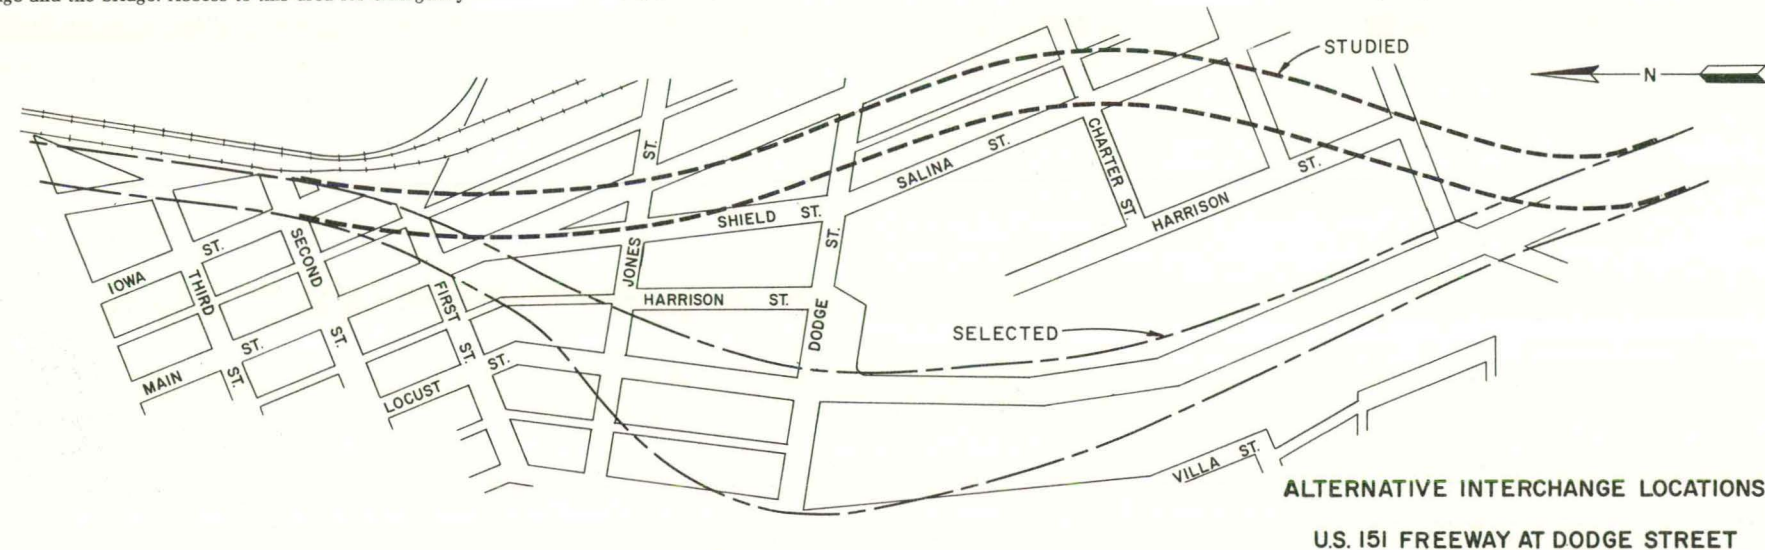 STUDIED
N
ST.
CHARTER ST.
SALINA ST.
ST.
HARRISON
SHIELD ST.
ST.
JONES
SECOND ST.
ST.
IOWA
THIRD ST.
FIRST ST.
HARRISON ST.
DODGE
SELECTED
ST.
MAIN
ST.
LOCUST
VILLA ST.
ALTERNATIVE INTERCHANGE LOCATIONS
U.S. 151 FREEWAY AT DODGE STREET